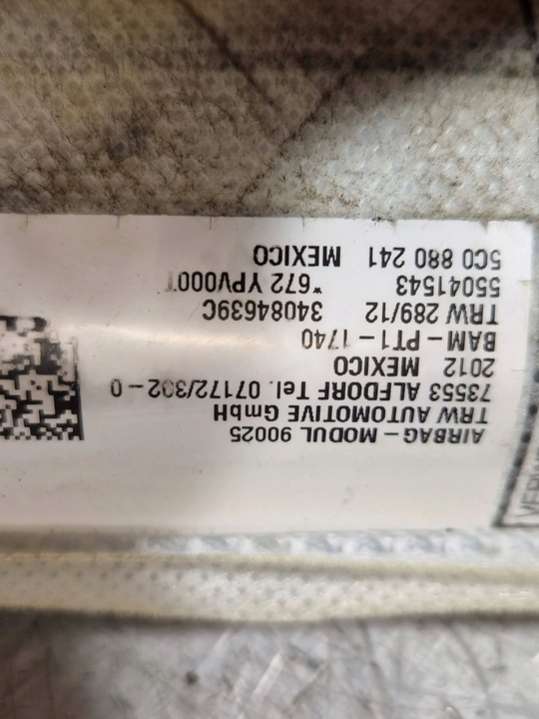 AIRBAG-MODUL 90025
TRW AUTOMOTIVE GmbH
73553 ALFDORF Tel. 07172/302-0
2012 MEXICO
BAM-PT1-1740
TRW 289/12 34084639C
55041543 *672 YPV000
5C0 880 241 MEXICO